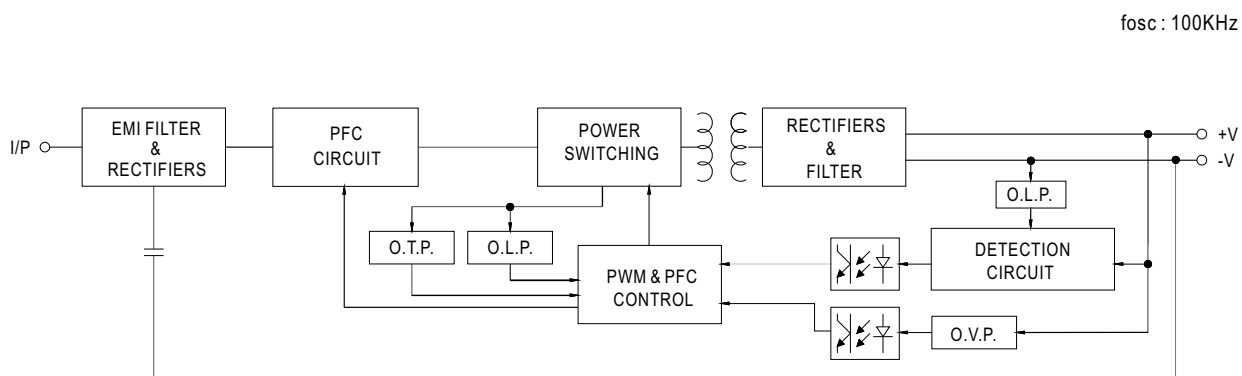 fosc : 100KHz
I/P
EMI FILTER
&
RECTIFIERS
PFC
CIRCUIT
POWER
SWITCHING
RECTIFIERS
&
FILTER
+V
-V
O.L.P.
O.T.P.
O.L.P.
PWM & PFC
CONTROL
DETECTION
CIRCUIT
O.V.P.